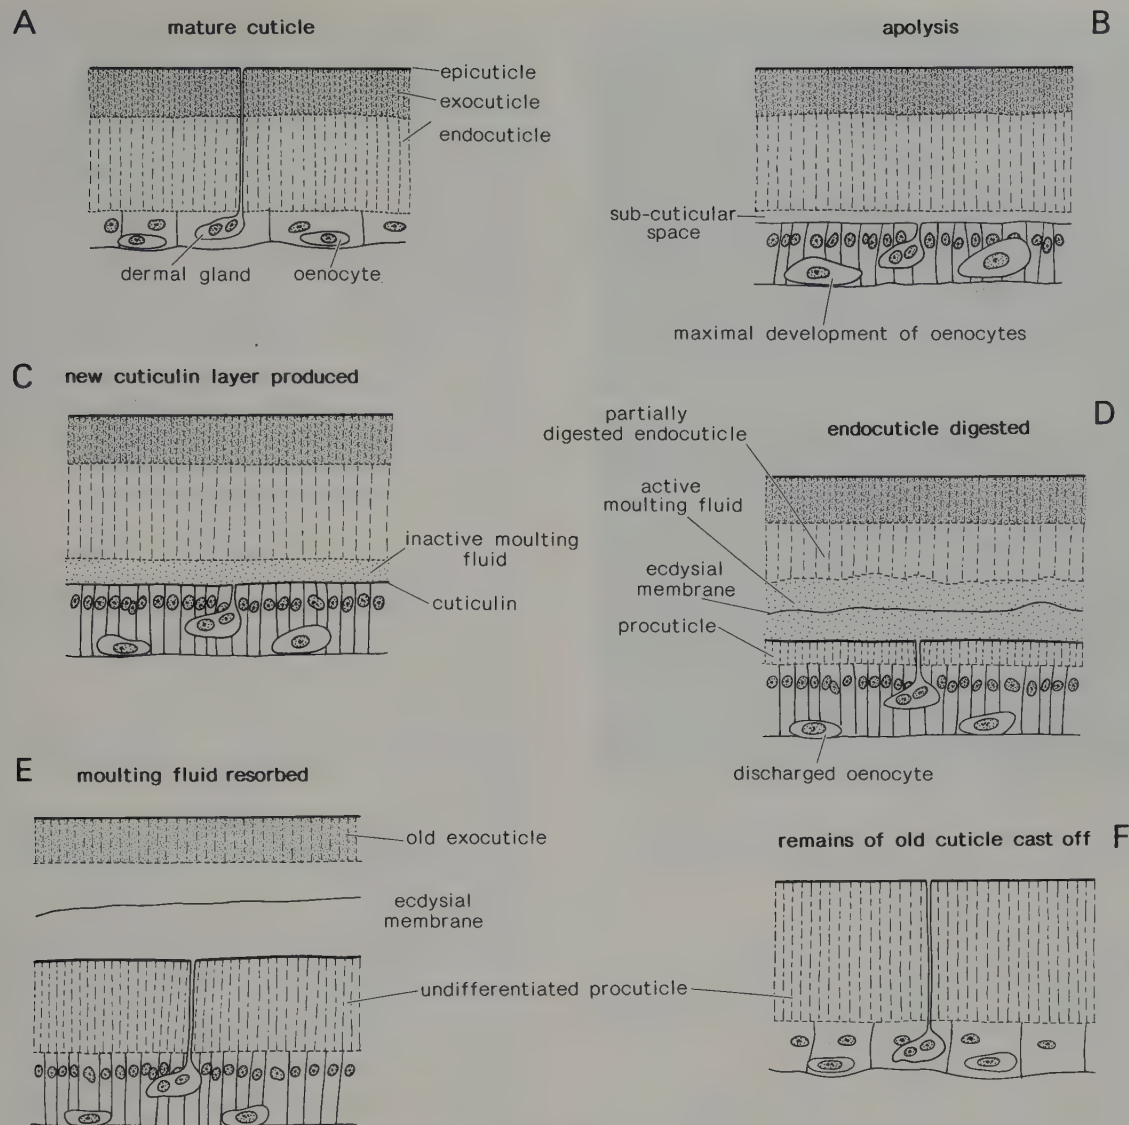 A
mature cuticle
epicuticle
exocuticle
endocuticle
dermal gland
oenocyte
B
apolysis
sub-cuticular
space
maximal development of oenocytes
C
new cuticulin layer produced
inactive moulting
fluid
cuticulin
D
endocuticle digested
partially
digested endocuticle
active
moulting fluid
ecdysial
membrane
procuticle
discharged oenocyte
E
moulting fluid resorbed
old exocuticle
ecdysial
membrane
undifferentiated procuticle
F
remains of old cuticle cast off